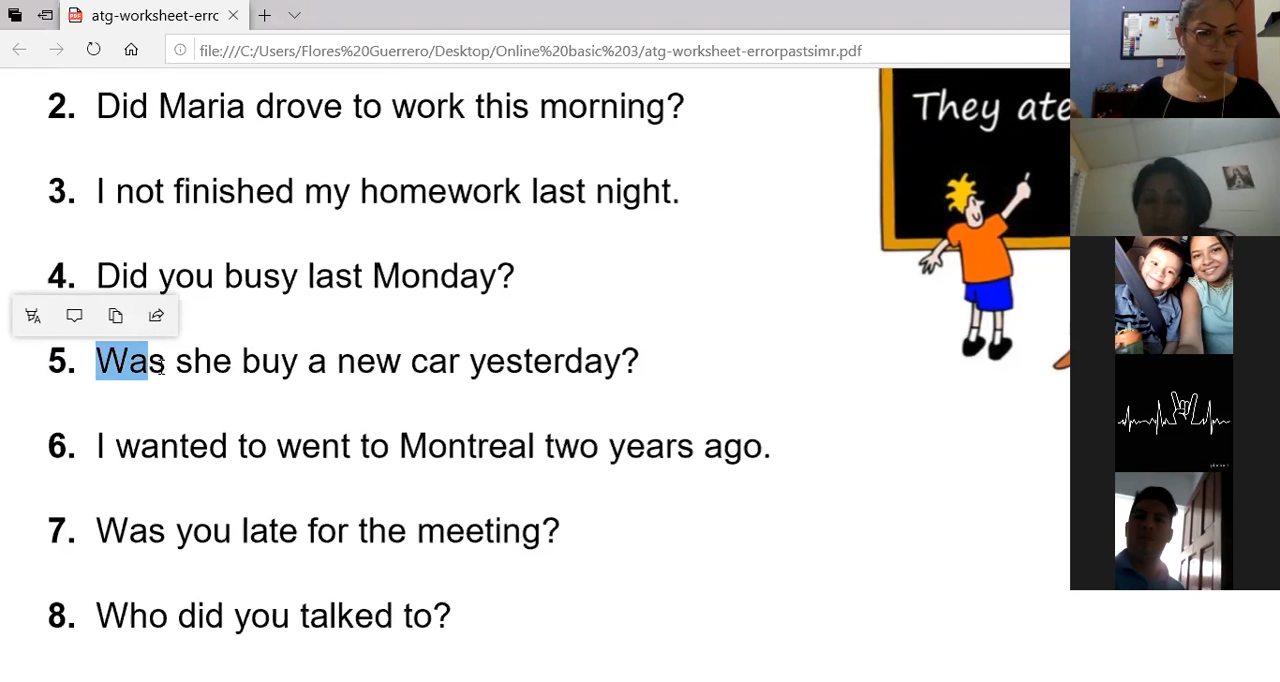 atg-worksheet-errc
file:///C:/Users/Flores%20Guerrero/Desktop/Online%20basic%203/atg-worksheet-errorpastsimr.pdf
They ate
2. Did Maria drove to work this morning?
3. I not finished my homework last night.
4. Did you busy last Monday?
5. Was she buy a new car yesterday?
6. I wanted to went to Montreal two years ago.
7. Was you late for the meeting?
8. Who did you talked to?